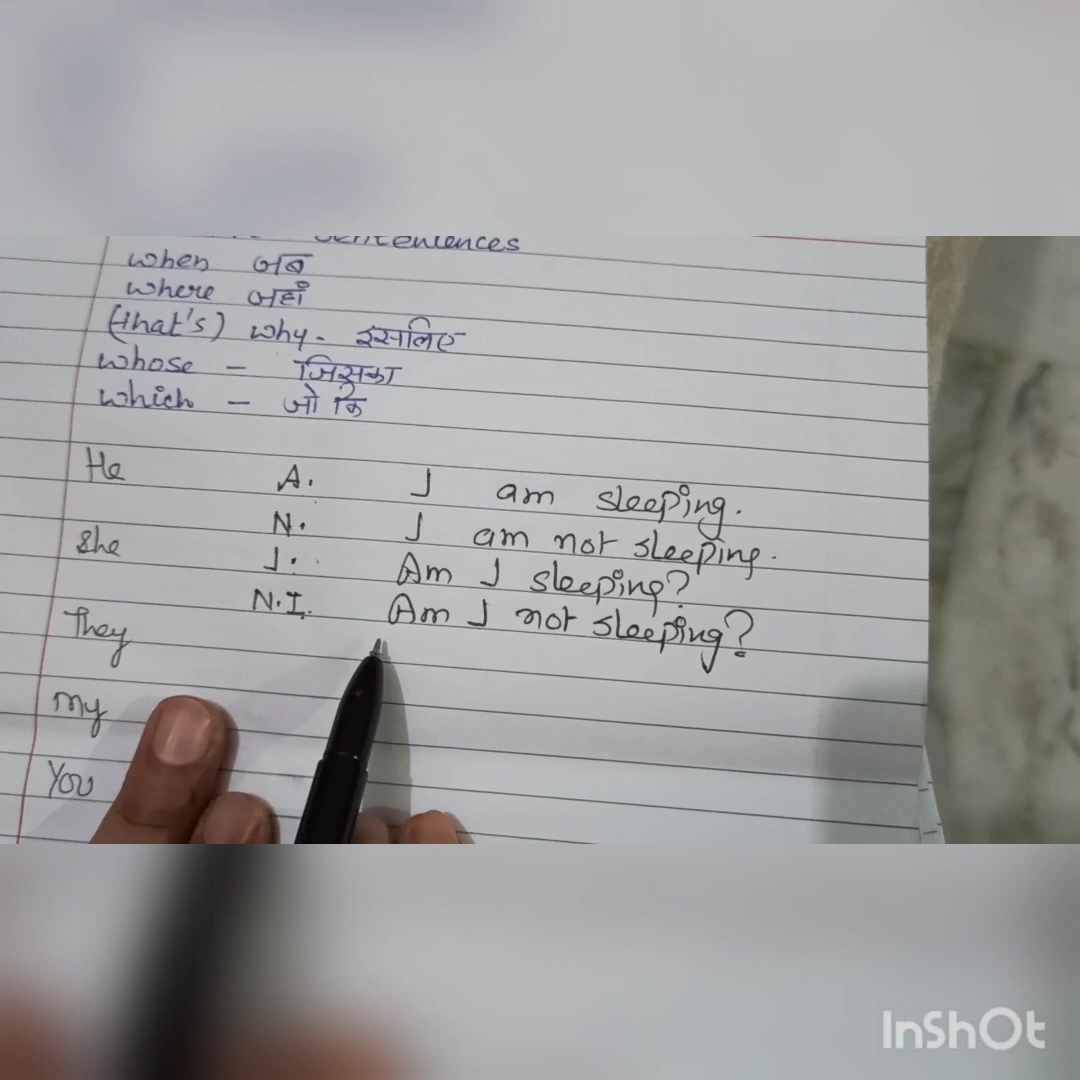 sentenences
when जब
where जहाँ
(that's) why - इसलिए
whose - जिसका
which - जो कि
He A. I am sleeping.
N. I am not sleeping.
She I. Am I sleeping?
N.I. Am I not sleeping?
They
My
You
InShOt